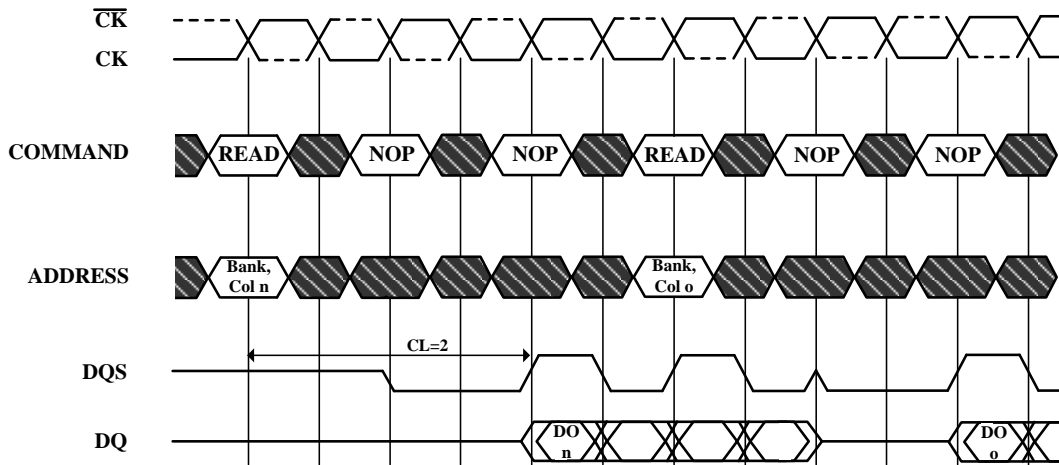 CK
CK
COMMAND
READ
NOP
NOP
READ
NOP
NOP
ADDRESS
Bank,
Col n
Bank,
Col o
CL=2
DQS
DQ
DO
n
DO
o